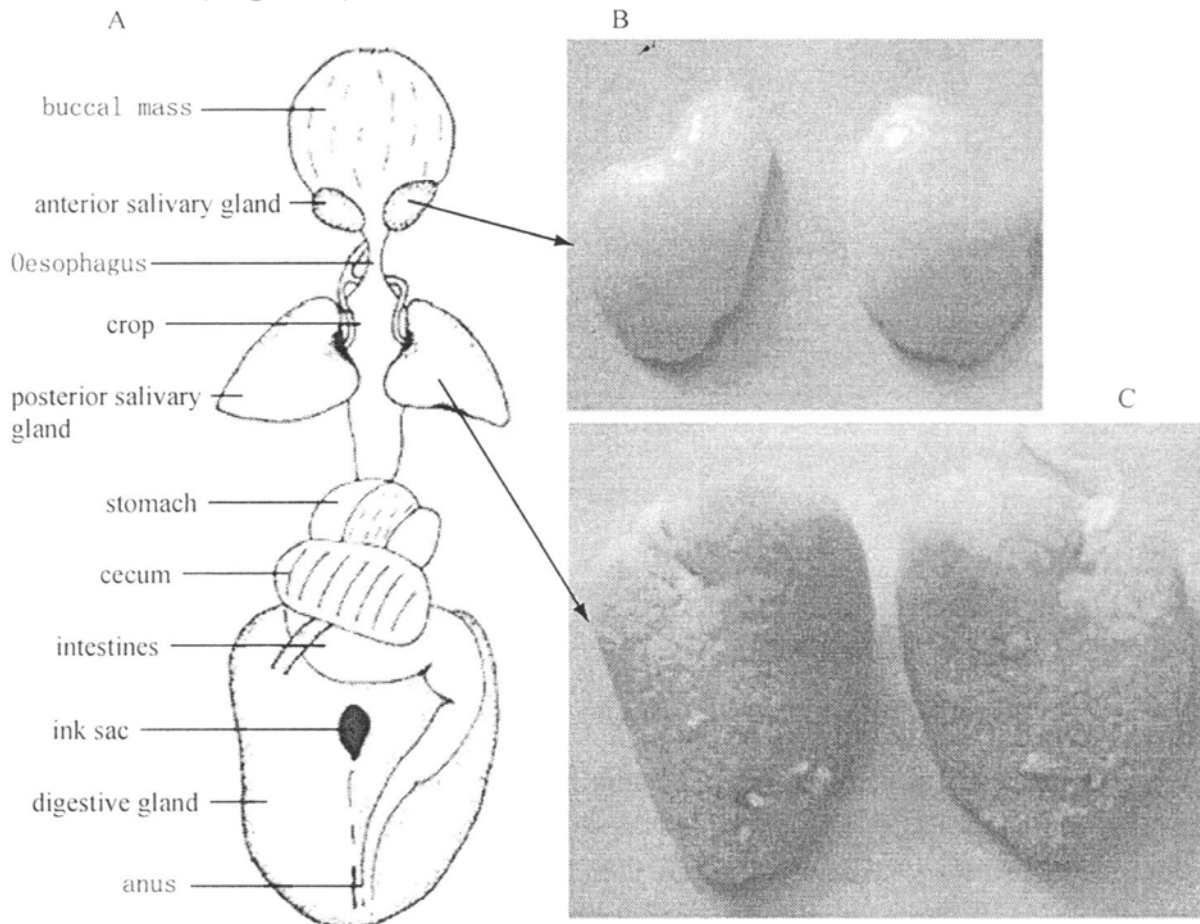 A
B
buccal mass
anterior salivary gland
Oesophagus
crop
posterior salivary
gland
C
stomach
cecum
intestines
ink sac
digestive gland
anus